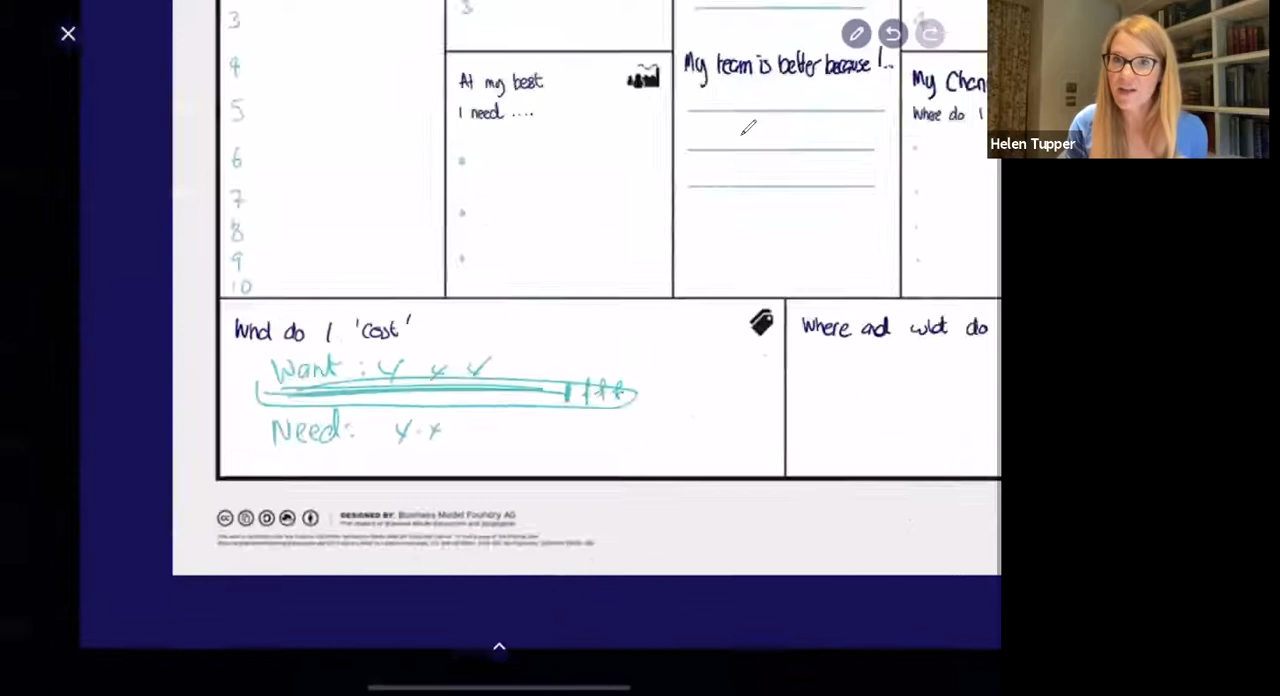 3
4
5
6
7
8
9
10
3
At my best
I need ....
My team is better because I...
My Chan
Where do I
What do I 'Cost'
Want :
Need:
Where and what do
DESIGNED BY: Business Model Foundry AG
Helen Tupper